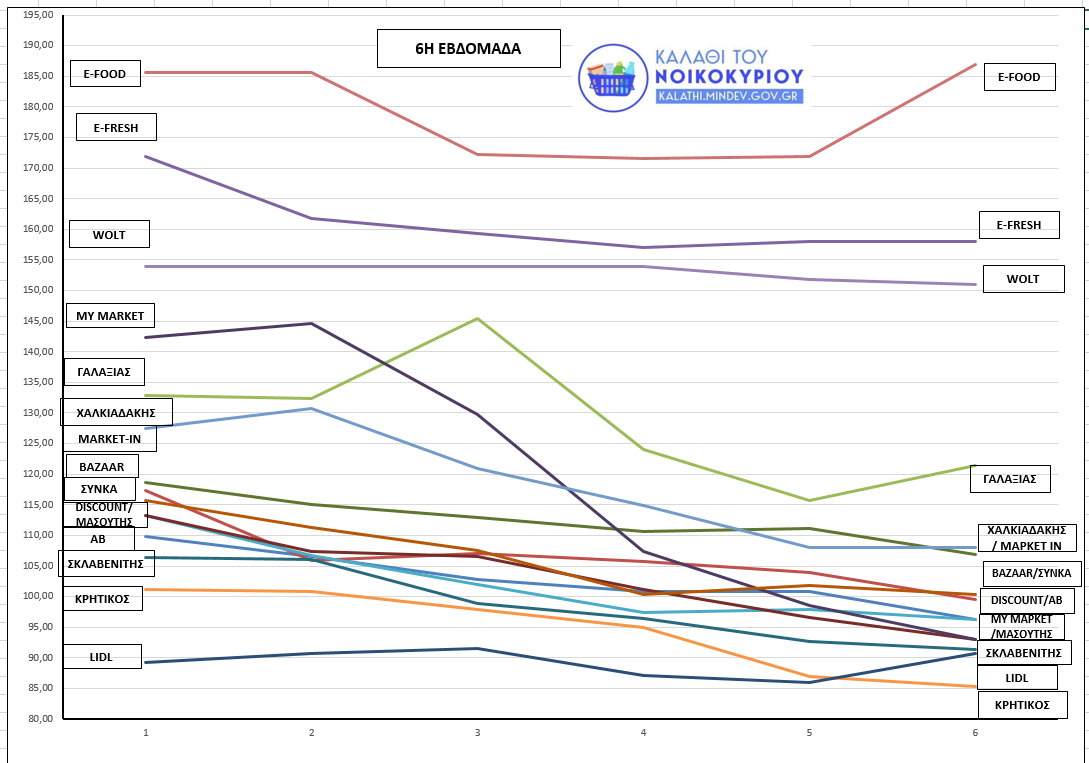 195,00
190,00
185,00
180,00
175,00
170,00
165,00
160,00
155,00
150,00
145,00
140,00
135,00
130,00
125,00
120,00
115,00
110,00
105,00
100,00
95,00
90,00
85,00
80,00
6Η ΕΒΔΟΜΑΔΑ
ΚΑΛΑΘΙ ΤΟΥ
ΝΟΙΚΟΚΥΡΙΟΥ
KALATHI.MINDEV.GOV.GR
E-FOOD
E-FRESH
WOLT
MY MARKET
ΓΑΛΑΞΙΑΣ
ΧΑΛΚΙΑΔΑΚΗΣ
MARKET-IN
BAZAAR
ΣΥΝΚΑ
DISCOUNT/
ΜΑΣΟΥΤΗΣ
ΑΒ
ΣΚΛΑΒΕΝΙΤΗΣ
ΚΡΗΤΙΚΟΣ
LIDL
E-FOOD
E-FRESH
WOLT
ΓΑΛΑΞΙΑΣ
ΧΑΛΚΙΑΔΑΚΗΣ
/ MARKET IN
BAZAAR/ΣΥΝΚΑ
DISCOUNT/AB
MY MARKET
/ΜΑΣΟΥΤΗΣ
ΣΚΛΑΒΕΝΙΤΗΣ
LIDL
ΚΡΗΤΙΚΟΣ
1 2 3 4 5 6